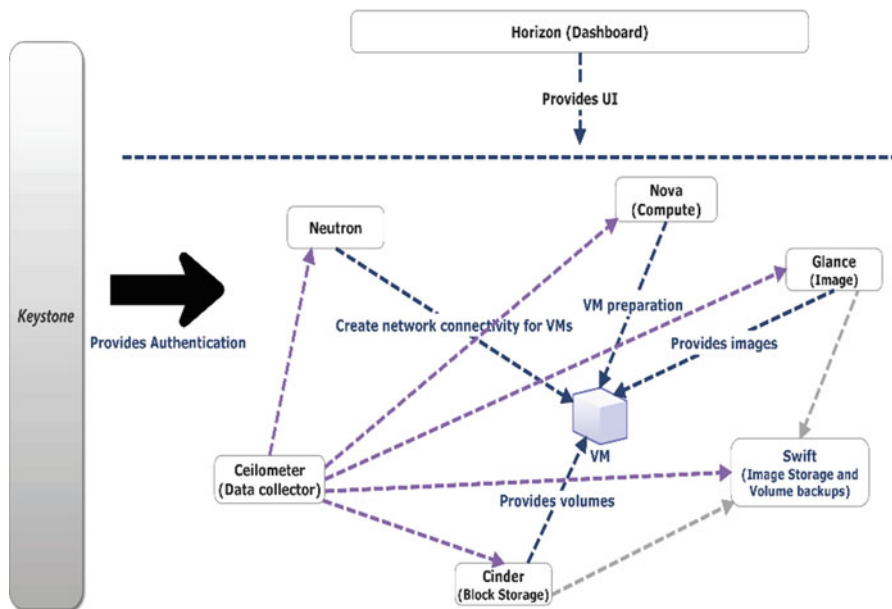 Horizon (Dashboard)
Provides UI
Keystone
Provides Authentication
Neutron
Nova
(Compute)
Glance
(Image)
Create network connectivity for VMs
VM preparation
Provides images
VM
Ceilometer
(Data collector)
Swift
(Image Storage and
Volume backups)
Provides volumes
Cinder
(Block Storage)